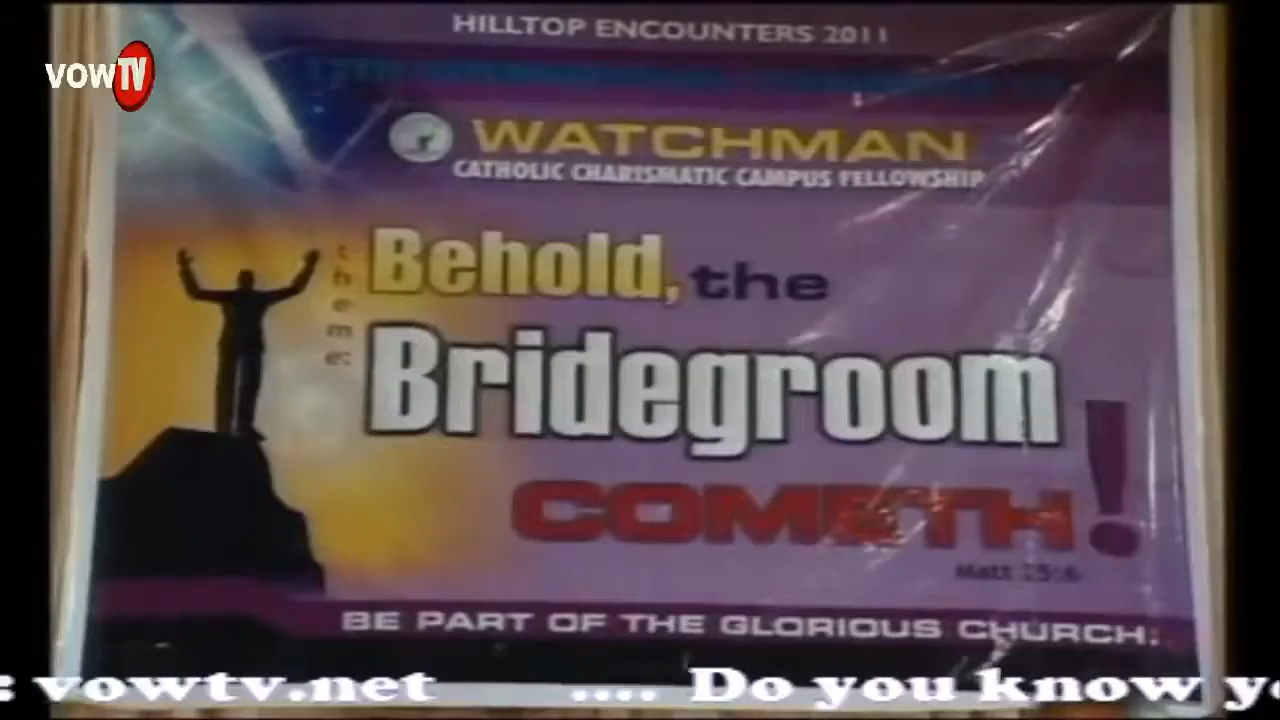 HILLTOP ENCOUNTERS 2011
VOWTV
WATCHMAN
CATHOLIC CHARISMATIC CAMPUS FELLOWSHIP
theme:
Behold, the
Bridegroom
COMETH!
Matt 25:6
BE PART OF THE GLORIOUS CHURCH:
: vowtv.net .... Do you know yo